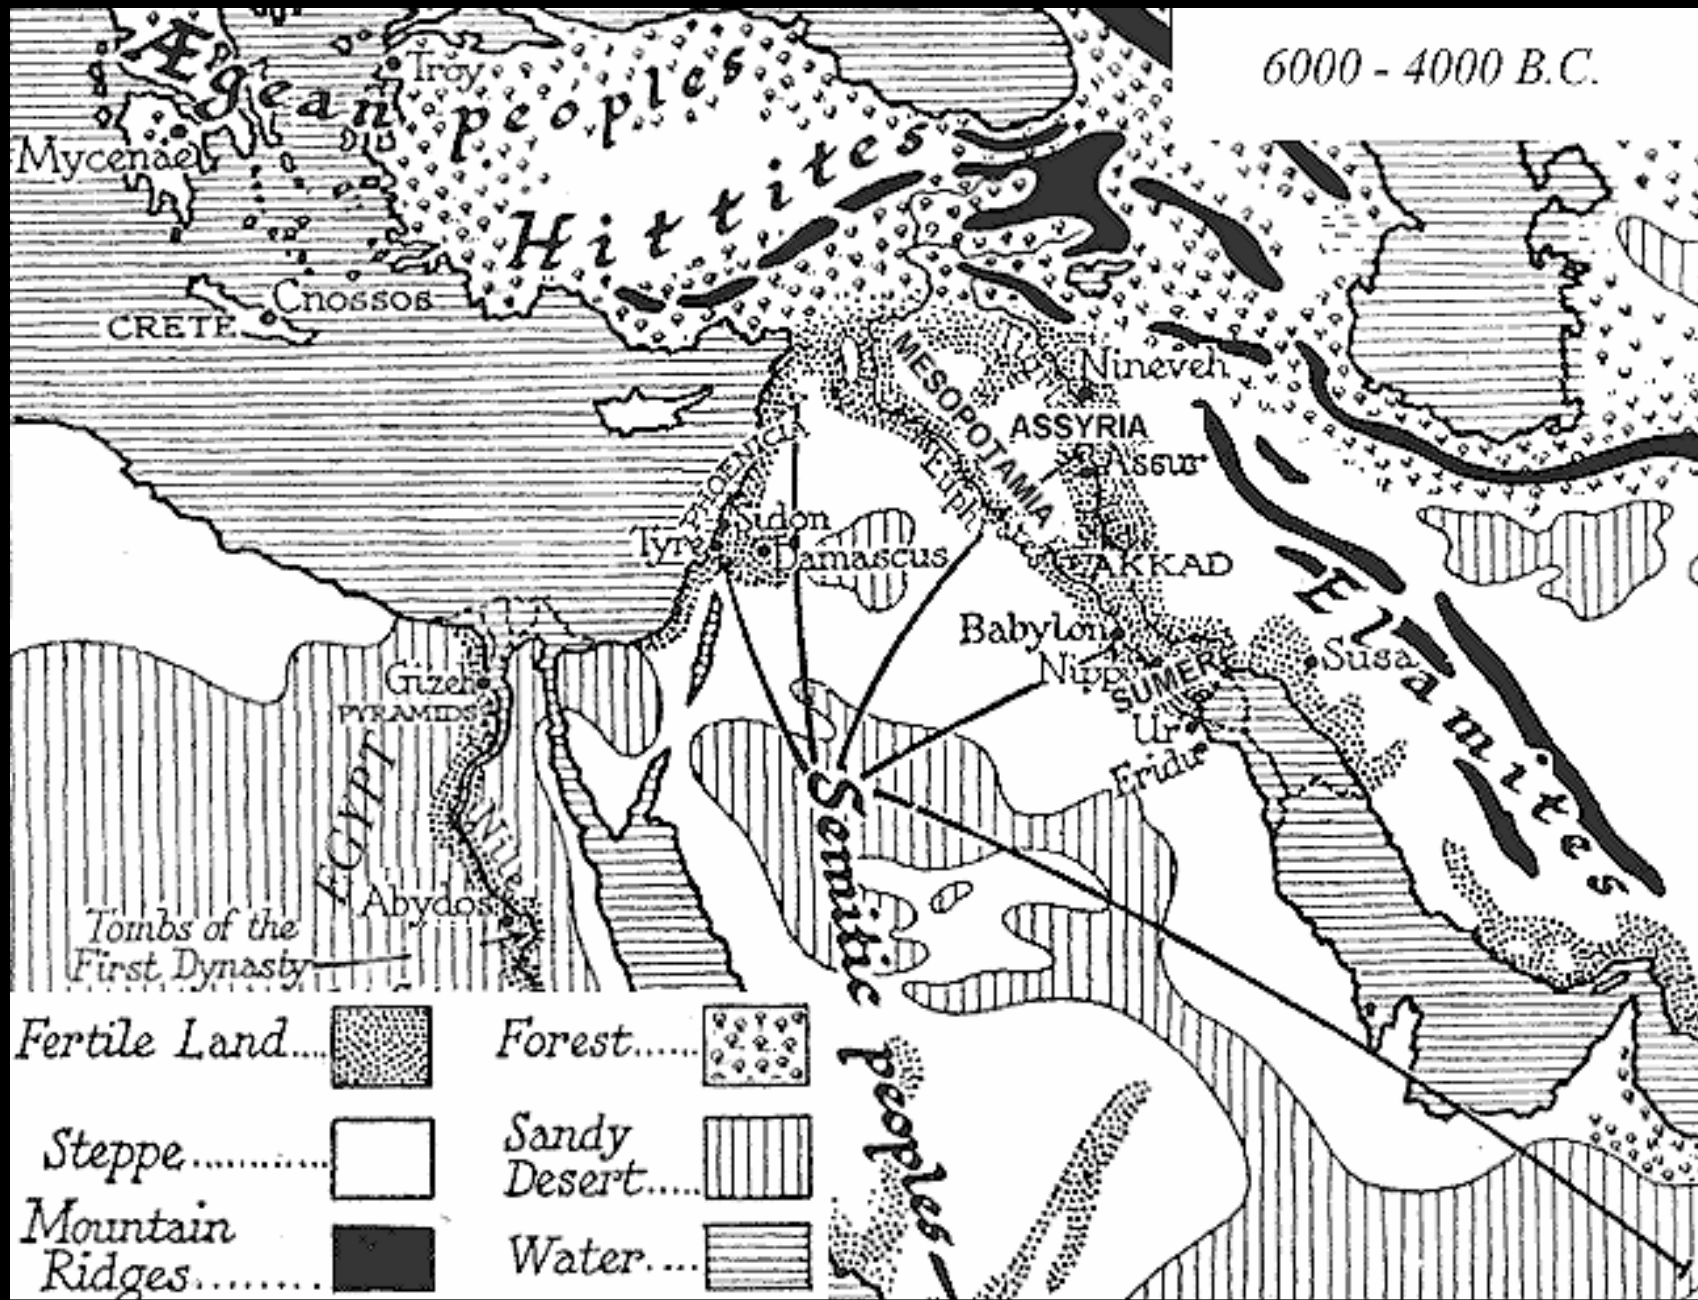 6000 - 4000 B.C.
Ægean peoples
Troy
Mycenae
Hittites
Cnossos
CRETE
MESOPOTAMIA
Nineveh
ASSYRIA
Assur
PHOENICIA
Euph
Sidon
Tyre
Damascus
AKKAD
Babylon
Nipp
SUMER
Susa
Elamites
Ur
Eridu
Gizeh
PYRAMIDS
EGYPT
Nile
Abydos
Tombs of the
First Dynasty
Semitic peoples
Fertile Land....
Forest......
Steppe............
Sandy
Desert.....
Mountain
Ridges........
Water....